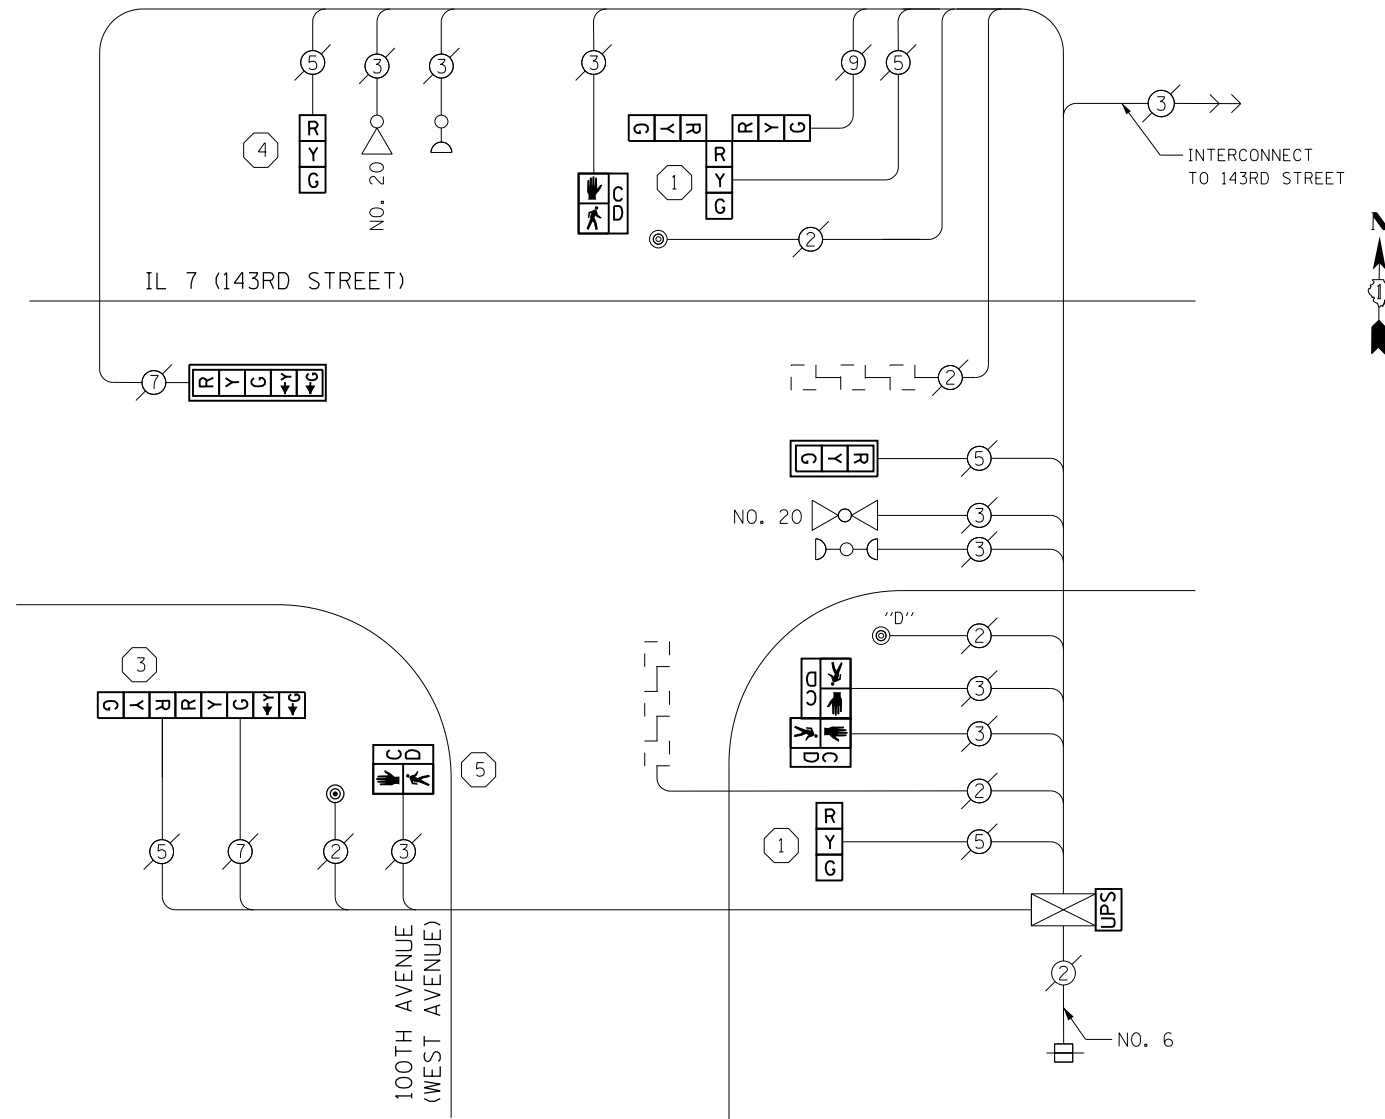 5
3
3
3
9
5
3
INTERCONNECT
TO 143RD STREET
4
R
Y
G
NO. 20
C
D
1
G Y R
R Y G
R
Y
G
2
N
1
IL 7 (143RD STREET)
7
R Y G ←Y ←G
2
G Y R
5
NO. 20
3
3
"D"
2
3
G Y R R Y G ←Y ←G
C D
3
C D
3
5
C D
2
1
R
Y
G
5
5
7
2
3
UPS
100TH AVENUE
(WEST AVENUE)
2
NO. 6